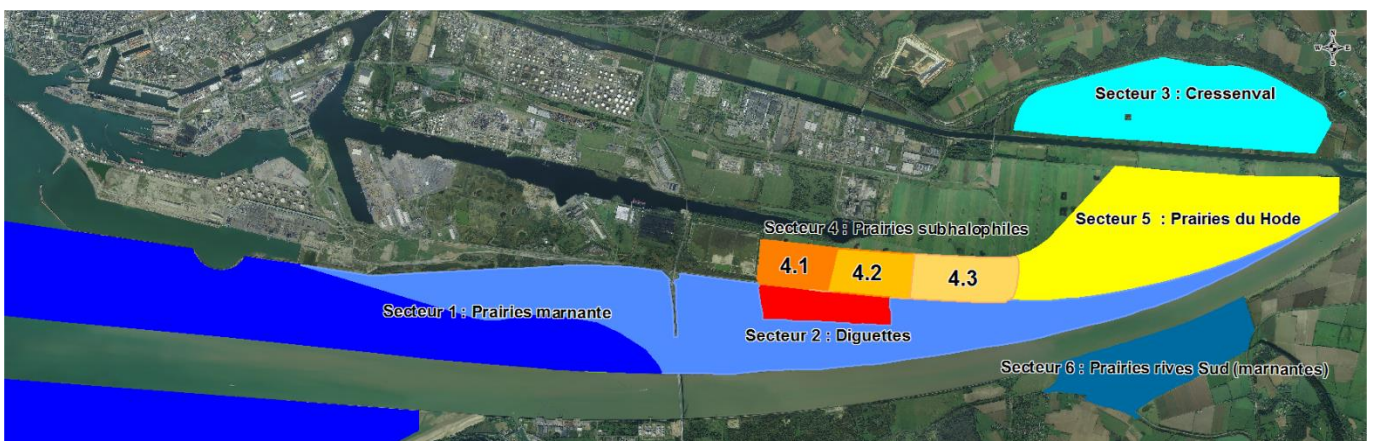 N
W E
S
Secteur 3 : Cressenval
Secteur 5 : Prairies du Hode
Secteur 4 : Prairies subhalophiles
4.1 4.2 4.3
Secteur 1 : Prairies marnante
Secteur 2 : Diguettes
Secteur 6 : Prairies rives Sud (marnantes)